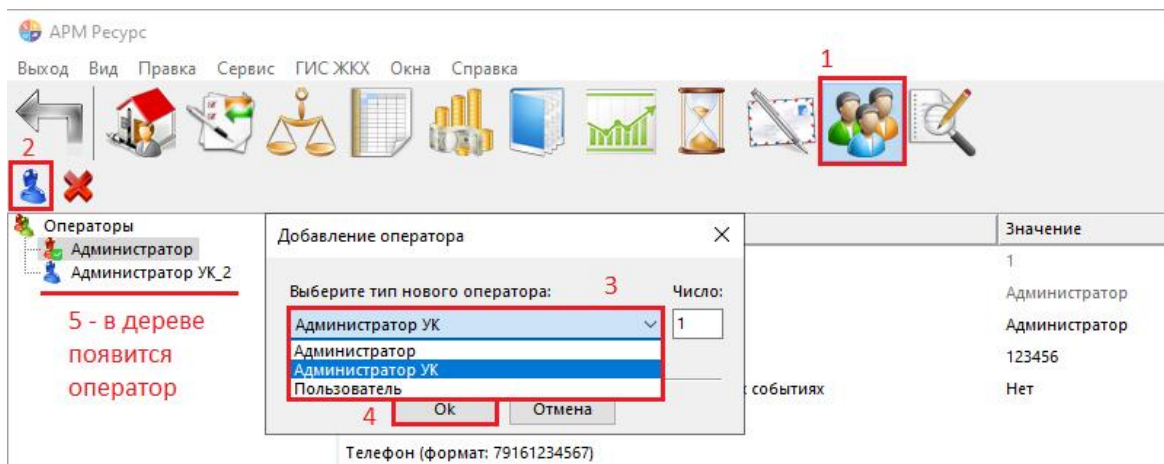 АРМ Ресурс
Выход Вид Правка Сервис ГИС ЖКХ Окна Справка
1
2
Операторы
Администратор
Администратор УК_2
5 - в дереве
появится
оператор
Добавление оператора
Выберите тип нового оператора: 3 Число:
Администратор УК 1
Администратор
Администратор УК
Пользователь
4 Ok Отмена
Значение
1
Администратор
Администратор
123456
событиях Нет
Телефон (формат: 79161234567)